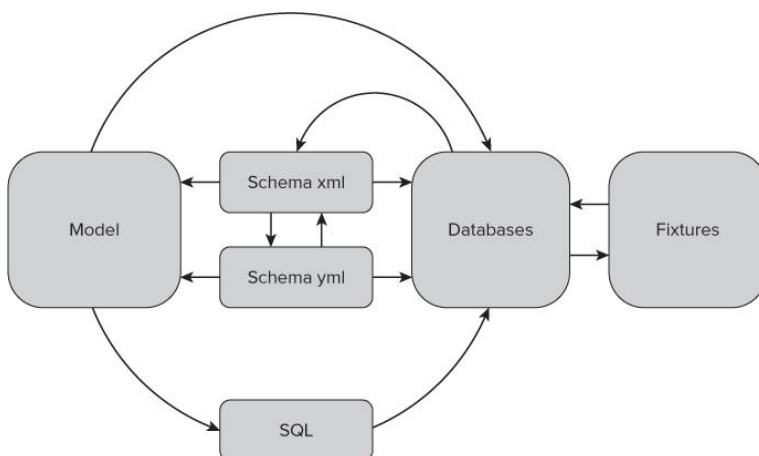 Schema xml
Model
Databases
Fixtures
Schema yml
SQL